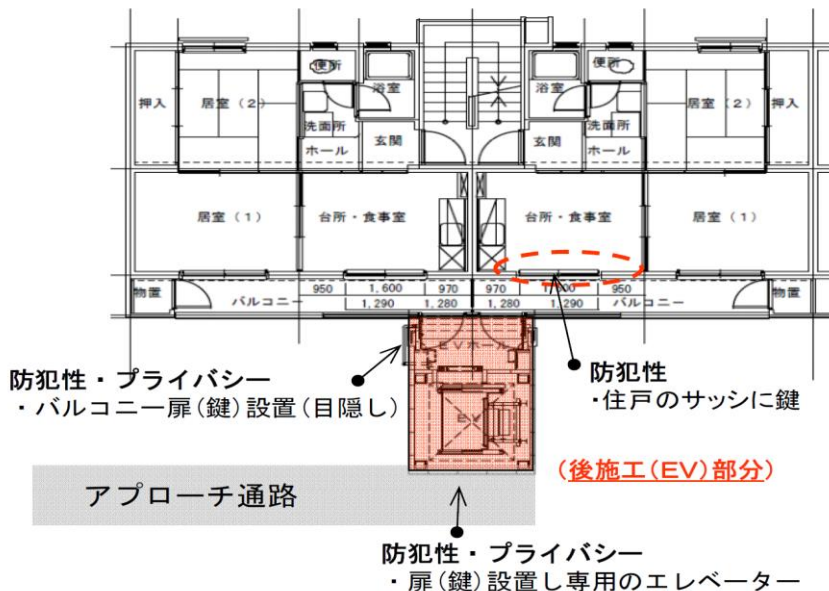 便所
浴室
浴室
便所
押入
居室（2）
居室（2）
押入
洗面所
洗面所
ホール
玄関
玄関
ホール
居室（1）
台所・食事室
台所・食事室
居室（1）
物置
950
1,600
970
970
1,600
950
物置
バルコニー
1,290
1,280
1,280
1,290
バルコニー
EVホール
EV
防犯性・プライバシー
・バルコニー扉（鍵）設置（目隠し）
防犯性
・住戸のサッシに鍵
（後施工（EV）部分）
アプローチ通路
防犯性・プライバシー
・扉（鍵）設置し専用のエレベーター